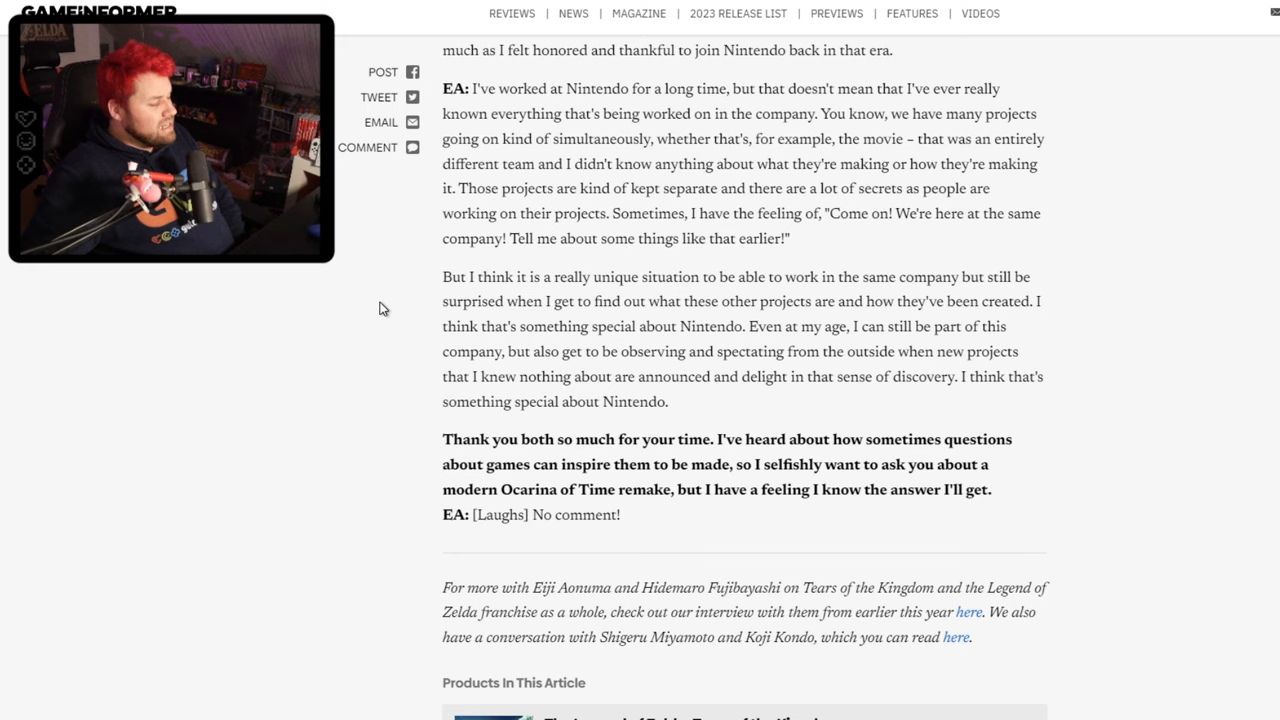 GAMEINFORMER
REVIEWS | NEWS | MAGAZINE | 2023 RELEASE LIST | PREVIEWS | FEATURES | VIDEOS
ZELDA
POST
TWEET
EMAIL
COMMENT
much as I felt honored and thankful to join Nintendo back in that era.
EA: I've worked at Nintendo for a long time, but that doesn't mean that I've ever really
known everything that's being worked on in the company. You know, we have many projects
going on kind of simultaneously, whether that's, for example, the movie – that was an entirely
different team and I didn't know anything about what they're making or how they're making
it. Those projects are kind of kept separate and there are a lot of secrets as people are
working on their projects. Sometimes, I have the feeling of, "Come on! We're here at the same
company! Tell me about some things like that earlier!"
But I think it is a really unique situation to be able to work in the same company but still be
surprised when I get to find out what these other projects are and how they've been created. I
think that's something special about Nintendo. Even at my age, I can still be part of this
company, but also get to be observing and spectating from the outside when new projects
that I knew nothing about are announced and delight in that sense of discovery. I think that's
something special about Nintendo.
Thank you both so much for your time. I've heard about how sometimes questions
about games can inspire them to be made, so I selfishly want to ask you about a
modern Ocarina of Time remake, but I have a feeling I know the answer I'll get.
EA: [Laughs] No comment!
For more with Eiji Aonuma and Hidemaro Fujibayashi on Tears of the Kingdom and the Legend of
Zelda franchise as a whole, check out our interview with them from earlier this year here. We also
have a conversation with Shigeru Miyamoto and Koji Kondo, which you can read here.
Products In This Article